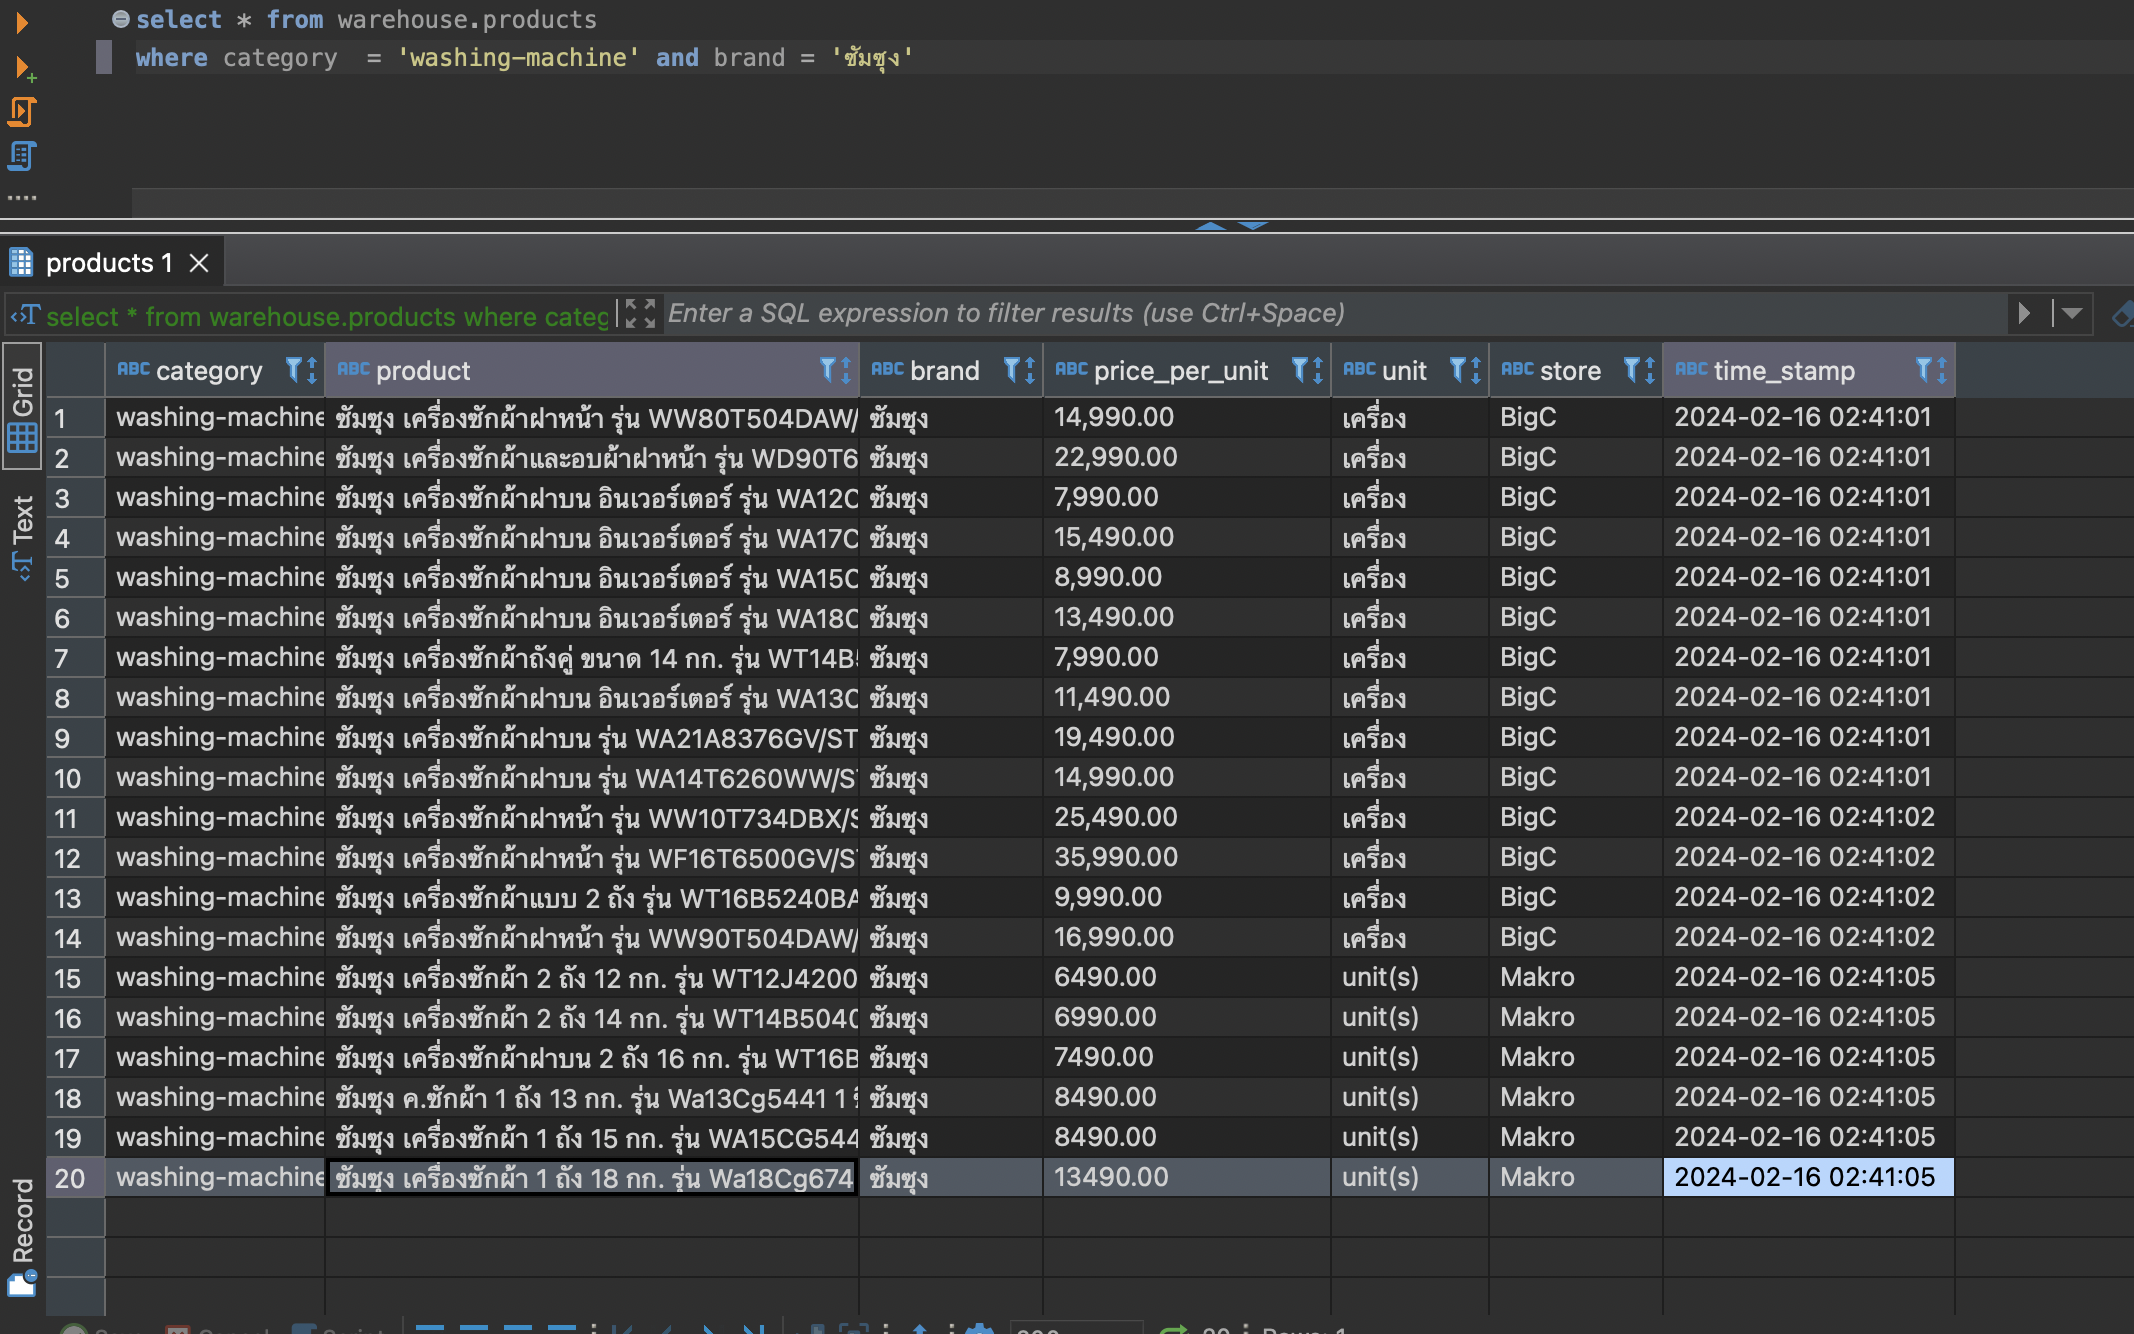 select * from warehouse.products
where category  = 'washing-machine' and brand = 'ซัมซุง'
products 1
select * from warehouse.products where categ
Enter a SQL expression to filter results (use Ctrl+Space)
Grid
Text
Record
ABC category ABC product ABC brand ABC price_per_unit ABC unit ABC store ABC time_stamp
1 washing-machine ซัมซุง เครื่องซักผ้าฝาหน้า รุ่น WW80T504DAW/ ซัมซุง 14,990.00 เครื่อง BigC 2024-02-16 02:41:01
2 washing-machine ซัมซุง เครื่องซักผ้าและอบผ้าฝาหน้า รุ่น WD90T6 ซัมซุง 22,990.00 เครื่อง BigC 2024-02-16 02:41:01
3 washing-machine ซัมซุง เครื่องซักผ้าฝาบน อินเวอร์เตอร์ รุ่น WA12C ซัมซุง 7,990.00 เครื่อง BigC 2024-02-16 02:41:01
4 washing-machine ซัมซุง เครื่องซักผ้าฝาบน อินเวอร์เตอร์ รุ่น WA17C ซัมซุง 15,490.00 เครื่อง BigC 2024-02-16 02:41:01
5 washing-machine ซัมซุง เครื่องซักผ้าฝาบน อินเวอร์เตอร์ รุ่น WA15C ซัมซุง 8,990.00 เครื่อง BigC 2024-02-16 02:41:01
6 washing-machine ซัมซุง เครื่องซักผ้าฝาบน อินเวอร์เตอร์ รุ่น WA18C ซัมซุง 13,490.00 เครื่อง BigC 2024-02-16 02:41:01
7 washing-machine ซัมซุง เครื่องซักผ้าถังคู่ ขนาด 14 กก. รุ่น WT14B5 ซัมซุง 7,990.00 เครื่อง BigC 2024-02-16 02:41:01
8 washing-machine ซัมซุง เครื่องซักผ้าฝาบน อินเวอร์เตอร์ รุ่น WA13C ซัมซุง 11,490.00 เครื่อง BigC 2024-02-16 02:41:01
9 washing-machine ซัมซุง เครื่องซักผ้าฝาบน รุ่น WA21A8376GV/ST ซัมซุง 19,490.00 เครื่อง BigC 2024-02-16 02:41:01
10 washing-machine ซัมซุง เครื่องซักผ้าฝาบน รุ่น WA14T6260WW/ST ซัมซุง 14,990.00 เครื่อง BigC 2024-02-16 02:41:01
11 washing-machine ซัมซุง เครื่องซักผ้าฝาหน้า รุ่น WW10T734DBX/S ซัมซุง 25,490.00 เครื่อง BigC 2024-02-16 02:41:02
12 washing-machine ซัมซุง เครื่องซักผ้าฝาหน้า รุ่น WF16T6500GV/ST ซัมซุง 35,990.00 เครื่อง BigC 2024-02-16 02:41:02
13 washing-machine ซัมซุง เครื่องซักผ้าแบบ 2 ถัง รุ่น WT16B5240BA ซัมซุง 9,990.00 เครื่อง BigC 2024-02-16 02:41:02
14 washing-machine ซัมซุง เครื่องซักผ้าฝาหน้า รุ่น WW90T504DAW/ ซัมซุง 16,990.00 เครื่อง BigC 2024-02-16 02:41:02
15 washing-machine ซัมซุง เครื่องซักผ้า 2 ถัง 12 กก. รุ่น WT12J4200 ซัมซุง 6490.00 unit(s) Makro 2024-02-16 02:41:05
16 washing-machine ซัมซุง เครื่องซักผ้า 2 ถัง 14 กก. รุ่น WT14B5040 ซัมซุง 6990.00 unit(s) Makro 2024-02-16 02:41:05
17 washing-machine ซัมซุง เครื่องซักผ้าฝาบน 2 ถัง 16 กก. รุ่น WT16B ซัมซุง 7490.00 unit(s) Makro 2024-02-16 02:41:05
18 washing-machine ซัมซุง ค.ซักผ้า 1 ถัง 13 กก. รุ่น Wa13Cg5441 1 ซัมซุง 8490.00 unit(s) Makro 2024-02-16 02:41:05
19 washing-machine ซัมซุง เครื่องซักผ้า 1 ถัง 15 กก. รุ่น WA15CG544 ซัมซุง 8490.00 unit(s) Makro 2024-02-16 02:41:05
20 washing-machine ซัมซุง เครื่องซักผ้า 1 ถัง 18 กก. รุ่น Wa18Cg674 ซัมซุง 13490.00 unit(s) Makro 2024-02-16 02:41:05